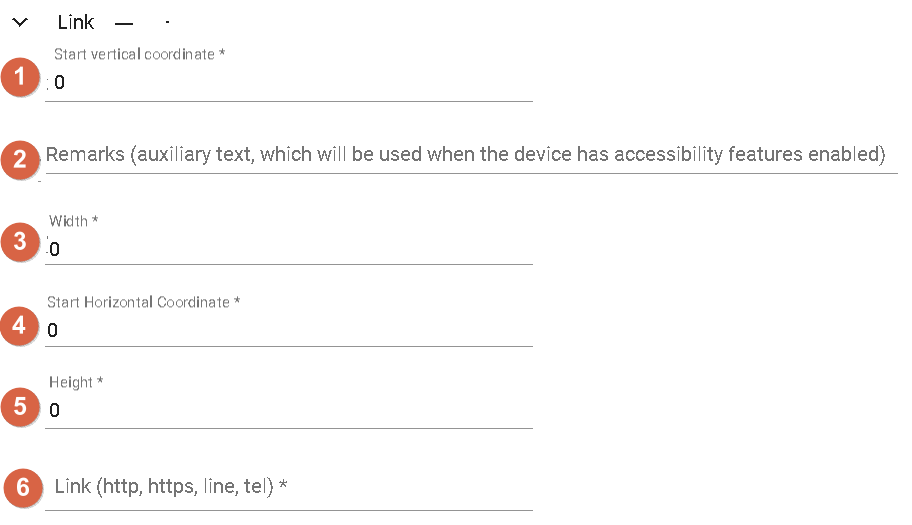 Link
1
Start vertical coordinate *
0
2
Remarks (auxiliary text, which will be used when the device has accessibility features enabled)
3
Width *
0
4
Start Horizontal Coordinate *
0
5
Height *
0
6
Link (http, https, line, tel) *